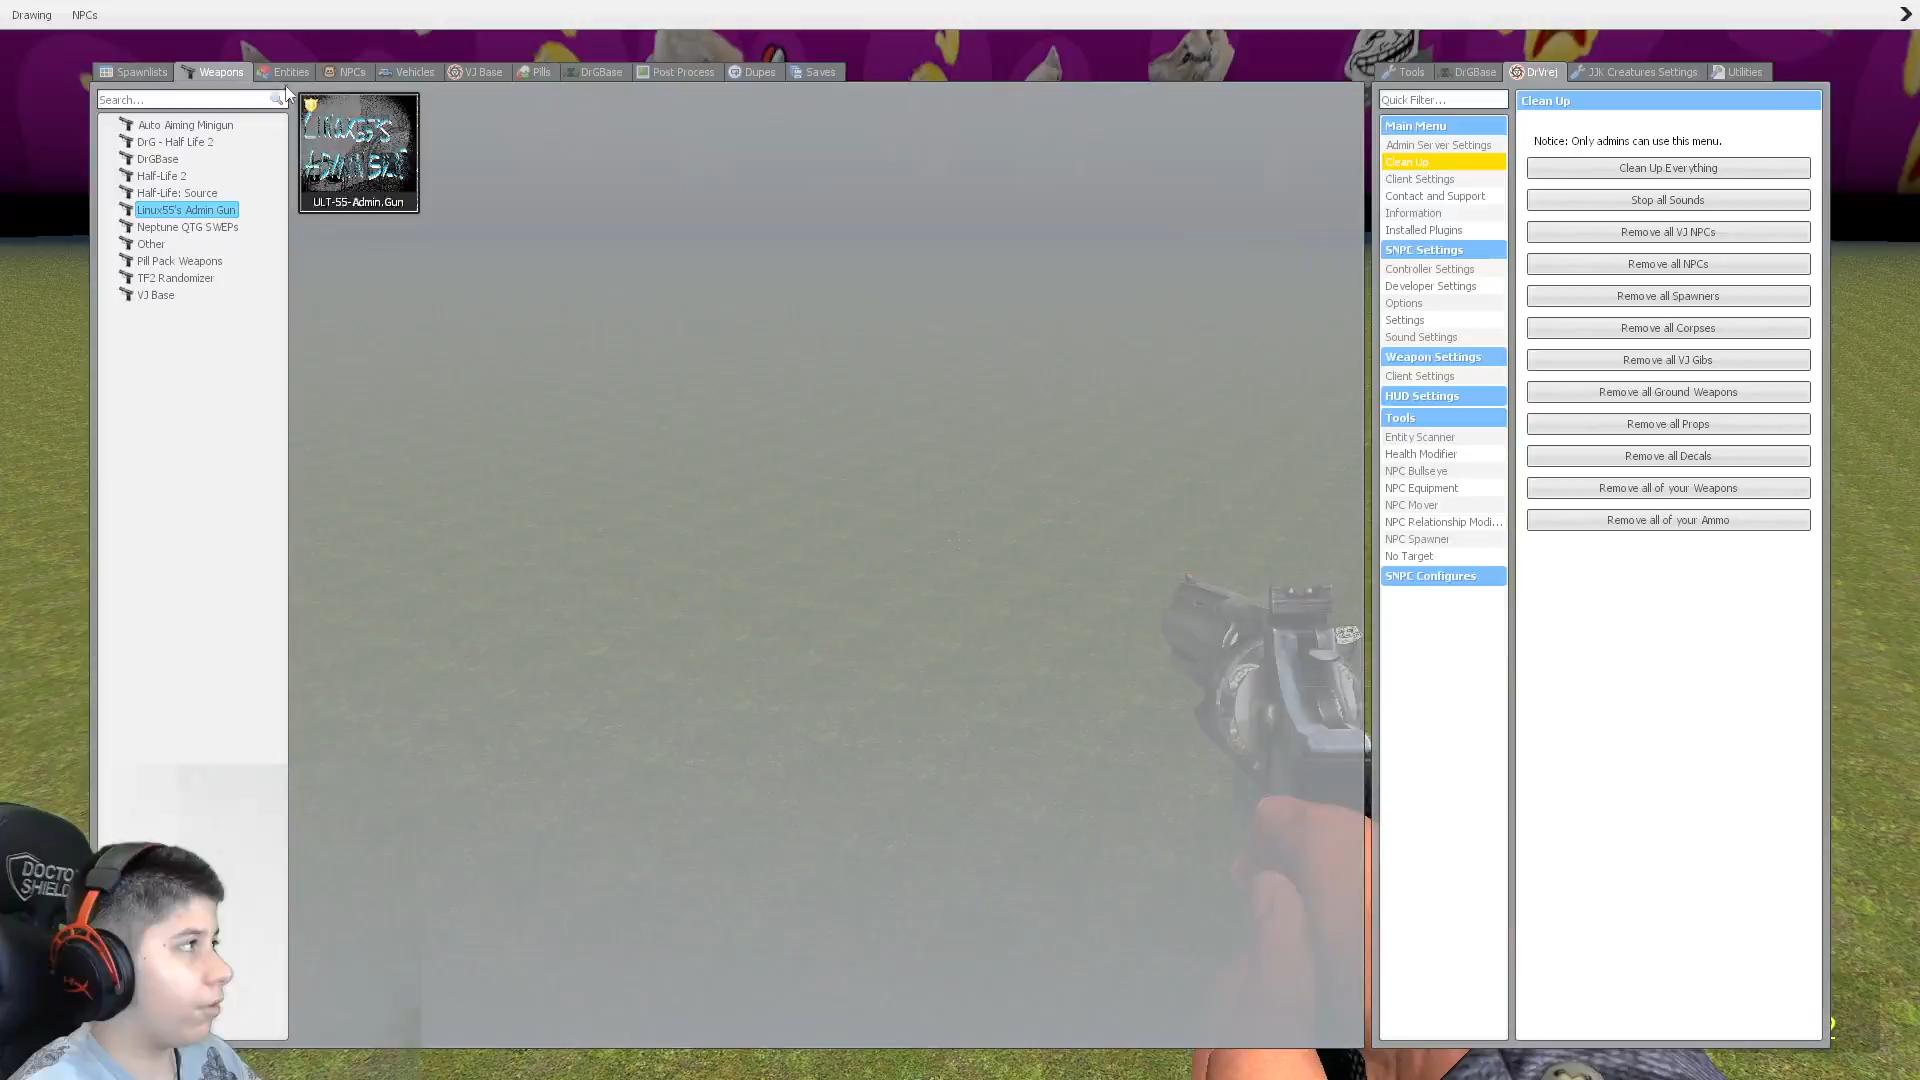 Drawing NPCs
Spawnlists Weapons Entities NPCs Vehicles VJ Base Pills DrGBase Post Process Dupes Saves
Tools DrGBase DrVrej JJK Creatures Settings Utilities
Search...
Auto Aiming Minigun
DrG - Half Life 2
DrGBase
Half-Life 2
Half-Life: Source
Linux55's Admin Gun
Neptune QTG SWEPs
Other
Pill Pack Weapons
TF2 Randomizer
VJ Base
LINUX55's
ULT-55-Admin.Gun
Quick Filter...
Main Menu
Admin Server Settings
Clean Up
Client Settings
Contact and Support
Information
Installed Plugins
SNPC Settings
Controller Settings
Developer Settings
Options
Settings
Sound Settings
Weapon Settings
Client Settings
HUD Settings
Tools
Entity Scanner
Health Modifier
NPC Bullseye
NPC Equipment
NPC Mover
NPC Relationship Modi...
NPC Spawner
No Target
SNPC Configures
Clean Up
Notice: Only admins can use this menu.
Clean Up Everything
Stop all Sounds
Remove all VJ NPCs
Remove all NPCs
Remove all Spawners
Remove all Corpses
Remove all VJ Gibs
Remove all Ground Weapons
Remove all Props
Remove all Decals
Remove all of your Weapons
Remove all of your Ammo
DOCTO
SHIELD